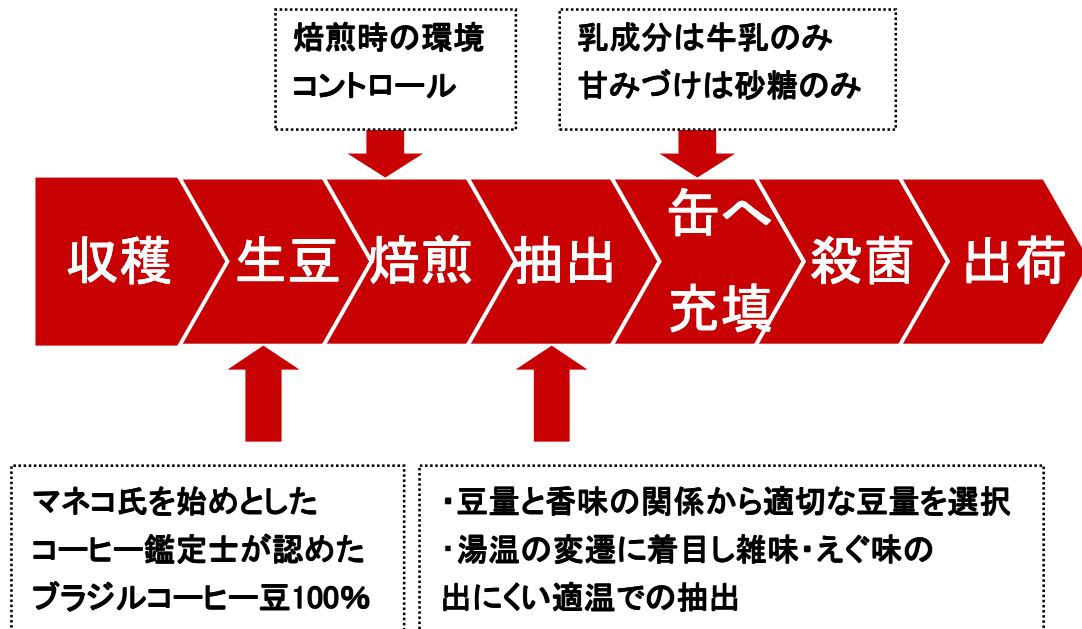 焙煎時の環境
コントロール
乳成分は牛乳のみ
甘みづけは砂糖のみ
収穫
生豆
焙煎
抽出
缶へ
充填
殺菌
出荷
マネコ氏を始めとした
コーヒー鑑定士が認めた
ブラジルコーヒー豆100%
・豆量と香味の関係から適切な豆量を選択
・湯温の変遷に着目し雑味・えぐ味の
出にくい適温での抽出